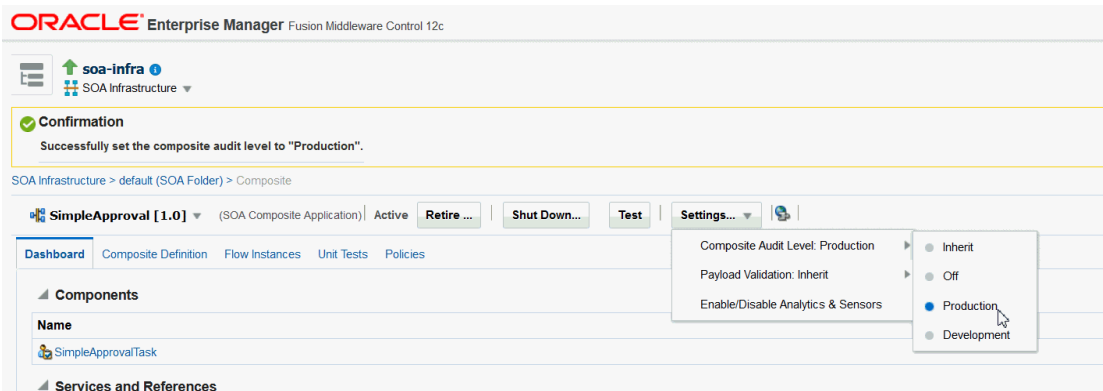 ORACLE Enterprise Manager Fusion Middleware Control 12c
soa-infra
SOA Infrastructure
Confirmation
Successfully set the composite audit level to "Production".
SOA Infrastructure > default (SOA Folder) > Composite
SimpleApproval [1.0] (SOA Composite Application) Active Retire ... Shut Down... Test Settings...
Composite Audit Level: Production
Payload Validation: Inherit
Enable/Disable Analytics & Sensors
Inherit
Off
Production
Development
Dashboard Composite Definition Flow Instances Unit Tests Policies
Components
Name
SimpleApprovalTask
Services and References